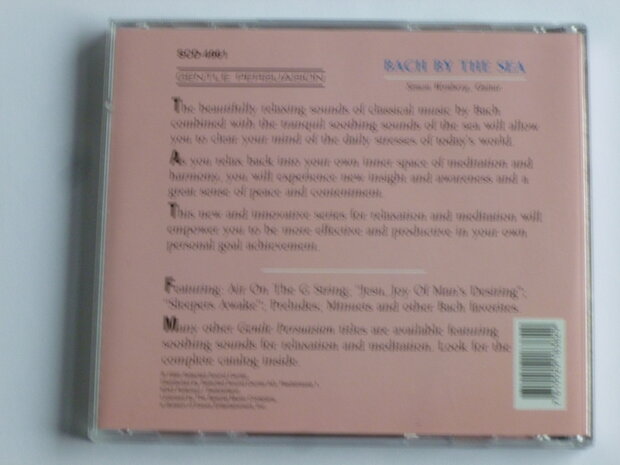 GENTLE PERSUASION
BACH BY THE SEA
Guitar
The beautifully relaxing sounds of classical music by Bach
combined with the tranquil soothing sounds of the sea will allow
you to clear your mind of the daily stresses of today's world.
As you relax back into your own inner space of meditation and
harmony, you will experience new insight and awareness and a
great sense of peace and contentment.
This new and innovative series for relaxation and meditation will
empower you to be more effective and productive in your own
personal goal achievement.
Featuring: Air On The G String; "Jesu, Joy Of Man's Desiring";
"Sleepers Awake"; Preludes, Minuets and other Bach favorites.
Many other Gentle Persuasion titles are available featuring
soothing sounds for relaxation and meditation. Look for the
complete catalog inside.